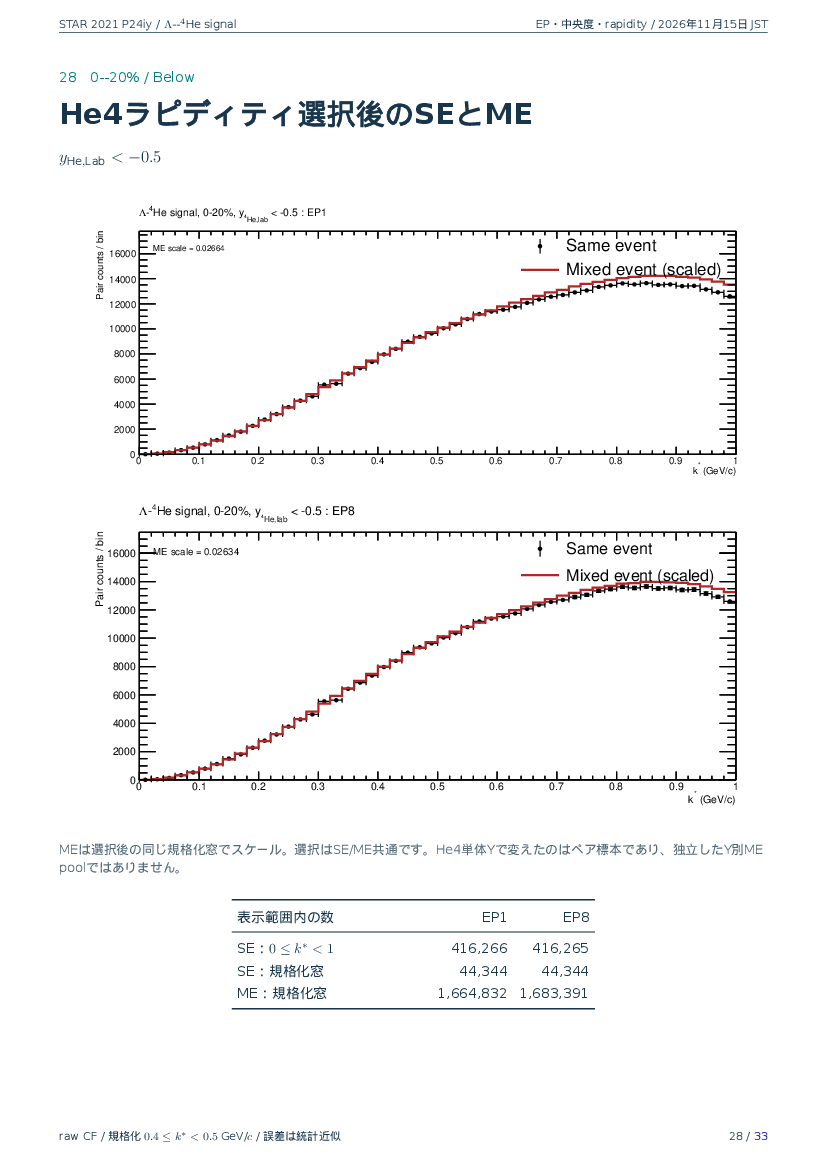 STAR 2021 P24iy / Λ--⁴He signal
EP・中央度・rapidity / 2026年11月15日 JST
28 0--20% / Below
He4ラピディティ選択後のSEとME
y_He,Lab < −0.5
Λ-⁴He signal, 0-20%, y_⁴He,lab < -0.5 : EP1
Pair counts / bin
ME scale = 0.02664
Same event
Mixed event (scaled)
16000
14000
12000
10000
8000
6000
4000
2000
0
0 0.1 0.2 0.3 0.4 0.5 0.6 0.7 0.8 0.9 1
k* (GeV/c)
Λ-⁴He signal, 0-20%, y_⁴He,lab < -0.5 : EP8
Pair counts / bin
ME scale = 0.02634
Same event
Mixed event (scaled)
16000
14000
12000
10000
8000
6000
4000
2000
0
0 0.1 0.2 0.3 0.4 0.5 0.6 0.7 0.8 0.9 1
k* (GeV/c)
MEは選択後の同じ規格化窓でスケール。選択はSE/ME共通です。He4単体Yで変えたのはペア標本であり、独立したY別ME
poolではありません。
表示範囲内の数 EP1 EP8
SE : 0 ≤ k* < 1 416,266 416,265
SE : 規格化窓 44,344 44,344
ME : 規格化窓 1,664,832 1,683,391
raw CF / 規格化 0.4 ≤ k* < 0.5 GeV/c / 誤差は統計近似
28 / 33